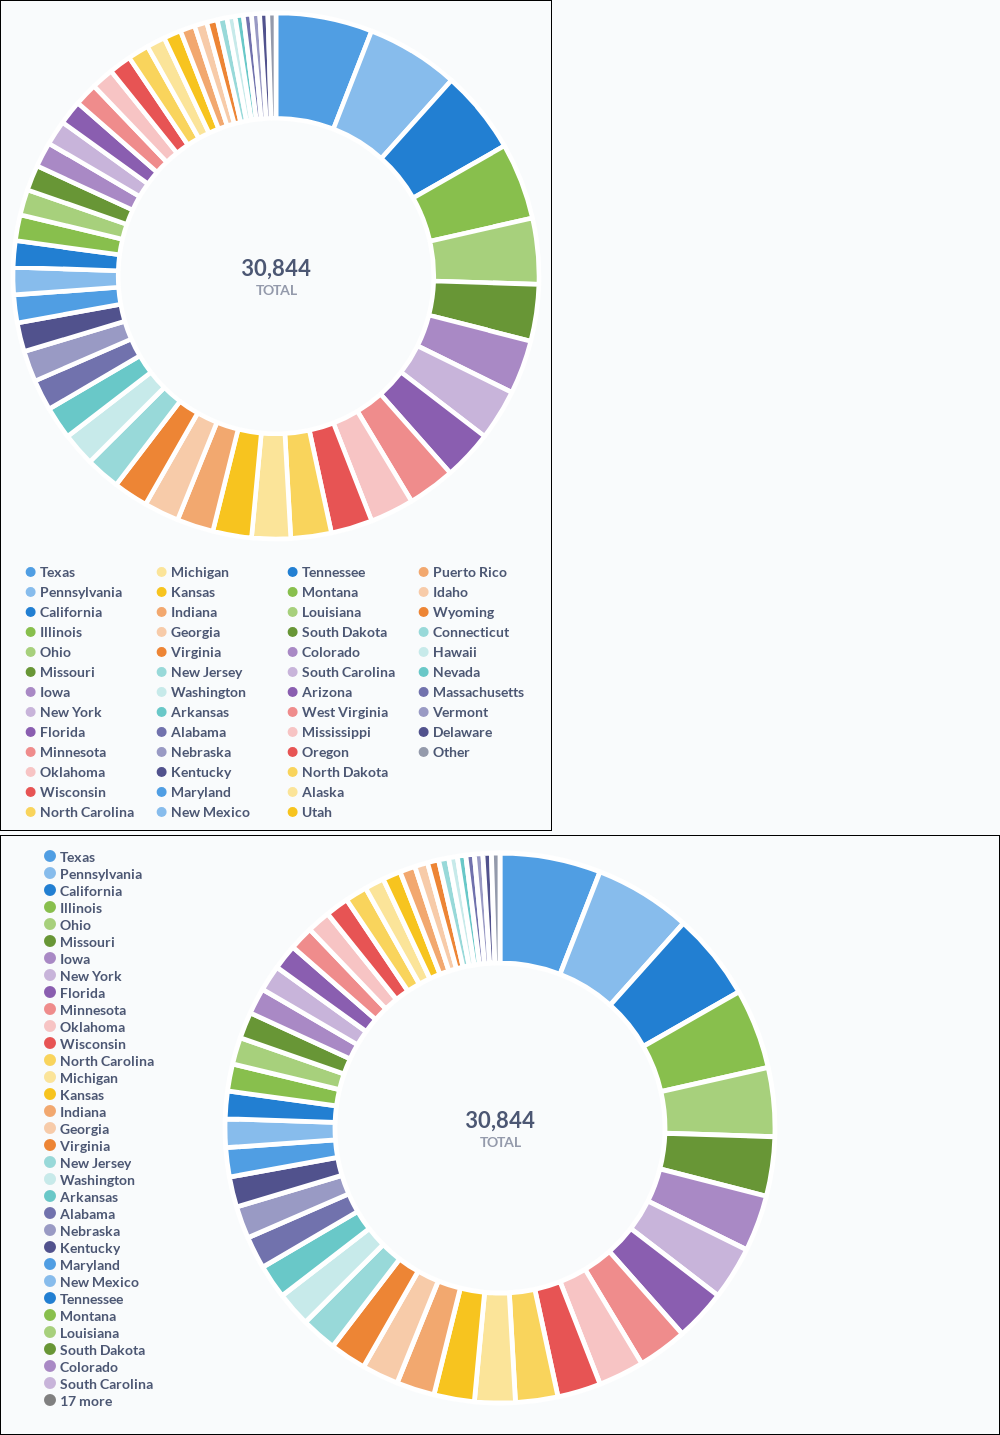 30,844
TOTAL
Texas
Pennsylvania
California
Illinois
Ohio
Missouri
Iowa
New York
Florida
Minnesota
Oklahoma
Wisconsin
North Carolina
Michigan
Kansas
Indiana
Georgia
Virginia
New Jersey
Washington
Arkansas
Alabama
Nebraska
Kentucky
Maryland
New Mexico
Tennessee
Montana
Louisiana
South Dakota
Colorado
South Carolina
Arizona
West Virginia
Mississippi
Oregon
North Dakota
Alaska
Utah
Puerto Rico
Idaho
Wyoming
Connecticut
Hawaii
Nevada
Massachusetts
Vermont
Delaware
Other
Texas
Pennsylvania
California
Illinois
Ohio
Missouri
Iowa
New York
Florida
Minnesota
Oklahoma
Wisconsin
North Carolina
Michigan
Kansas
Indiana
Georgia
Virginia
New Jersey
Washington
Arkansas
Alabama
Nebraska
Kentucky
Maryland
New Mexico
Tennessee
Montana
Louisiana
South Dakota
Colorado
South Carolina
17 more
30,844
TOTAL